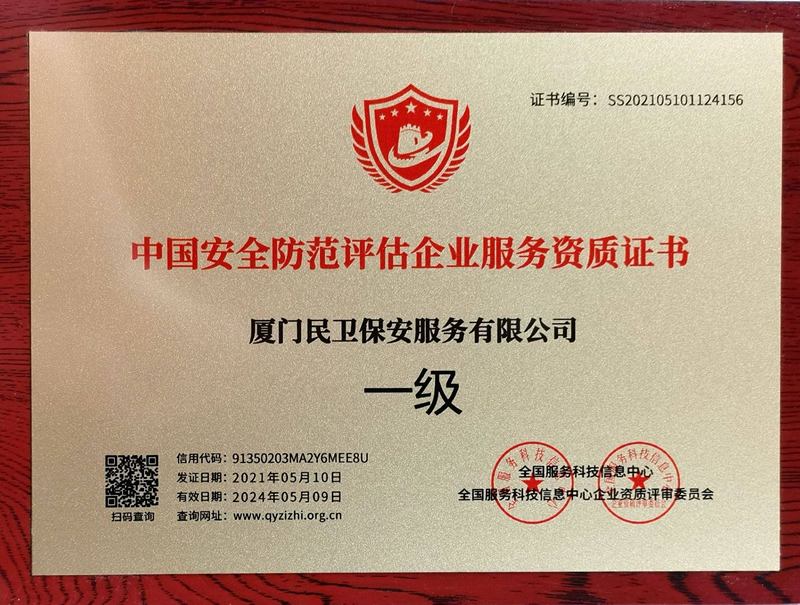 证书编号：SS202105101124156
中国安全防范评估企业服务资质证书
厦门民卫保安服务有限公司
一级
信用代码：91350203MA2Y6MEE8U
发证日期：2021年05月10日
有效日期：2024年05月09日
查询网址：www.qyzizhi.org.cn
扫码查询
全国服务科技信息中心
全国服务科技信息中心企业资质评审委员会